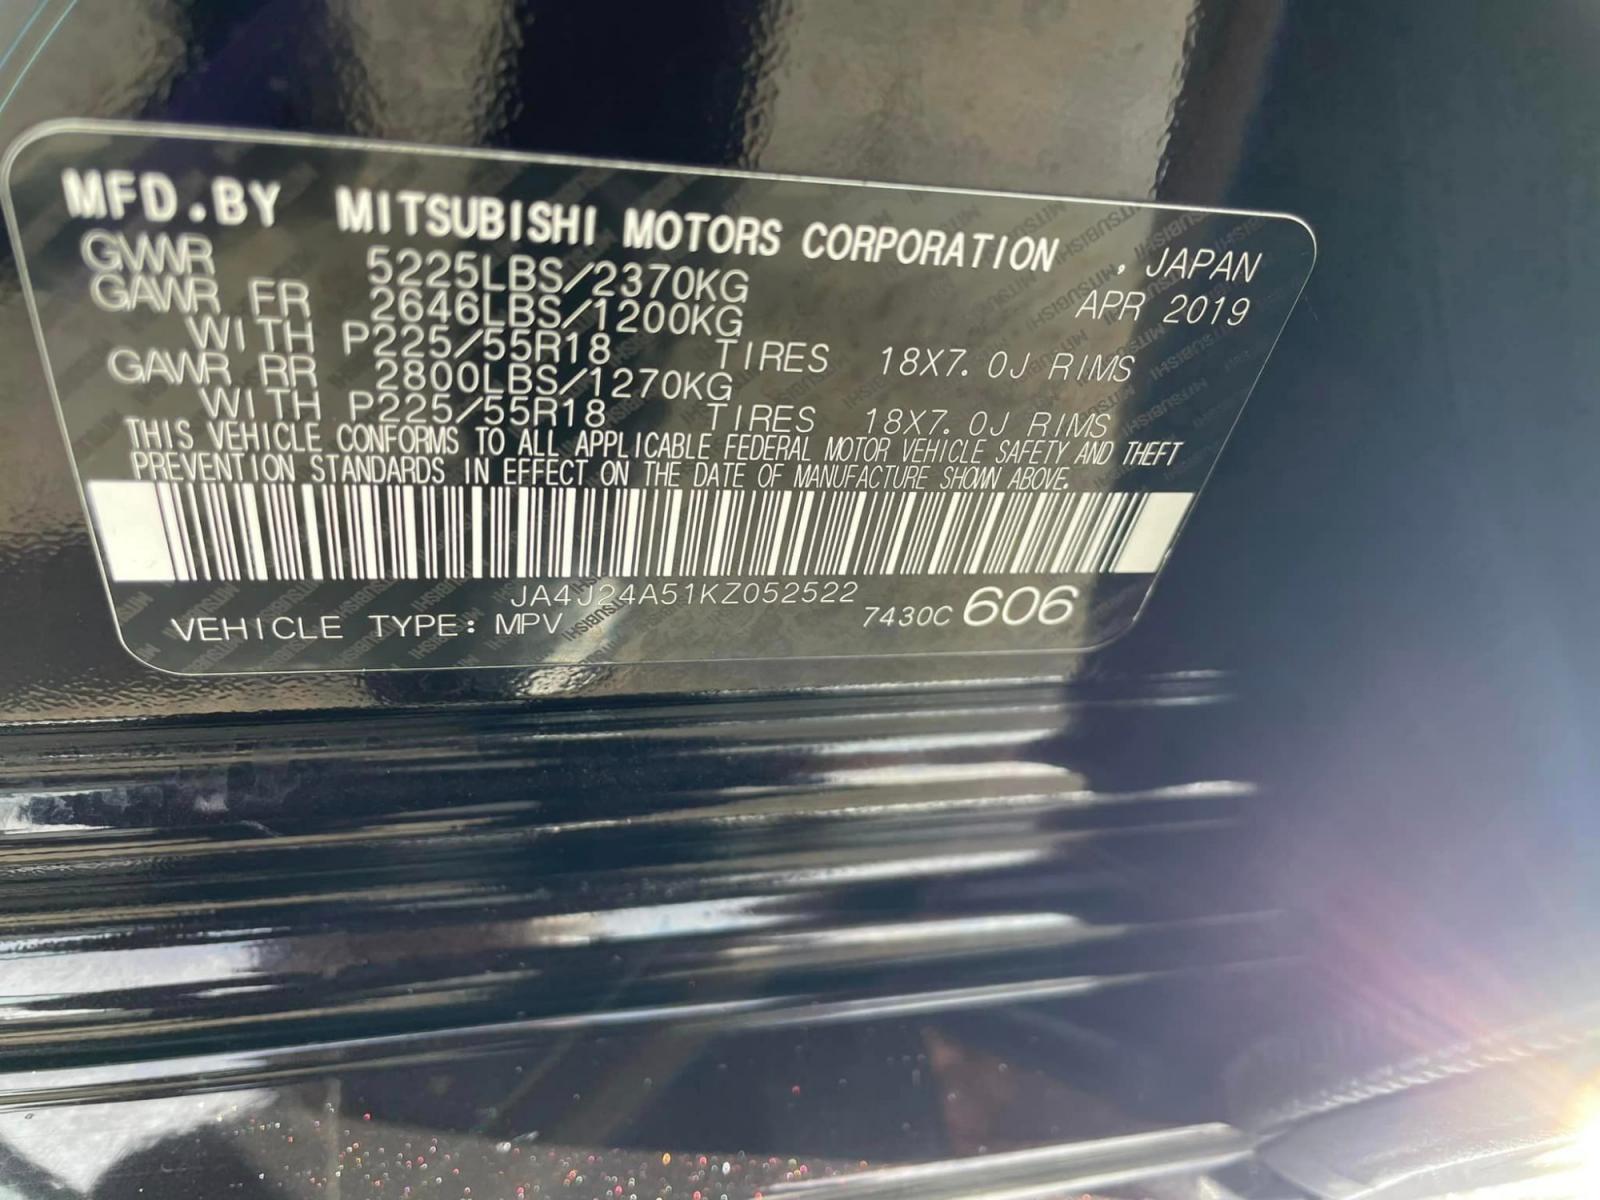 MFD.BY MITSUBISHI MOTORS CORPORATION , JAPAN
GVWR 5225LBS/2370KG APR 2019
GAWR FR 2646LBS/1200KG
WITH P225/55R18 TIRES 18X7.0J RIMS
GAWR RR 2800LBS/1270KG
WITH P225/55R18 TIRES 18X7.0J RIMS
THIS VEHICLE CONFORMS TO ALL APPLICABLE FEDERAL MOTOR VEHICLE SAFETY AND THEFT
PREVENTION STANDARDS IN EFFECT ON THE DATE OF MANUFACTURE SHOWN ABOVE.
JA4J24A51KZ052522
VEHICLE TYPE: MPV 7430C 606